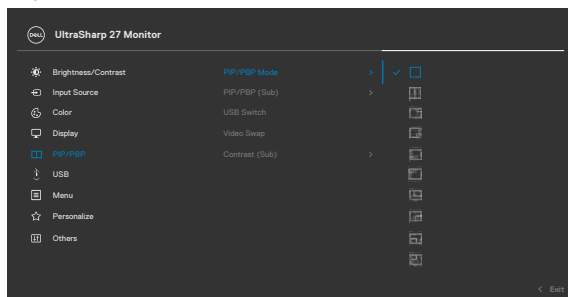 DELL UltraSharp 27 Monitor
Brightness/Contrast PIP/PBP Mode
Input Source PIP/PBP (Sub)
Color USB Switch
Display Video Swap
PIP/PBP Contrast (Sub)
USB
Menu
Personalize
Others
Exit